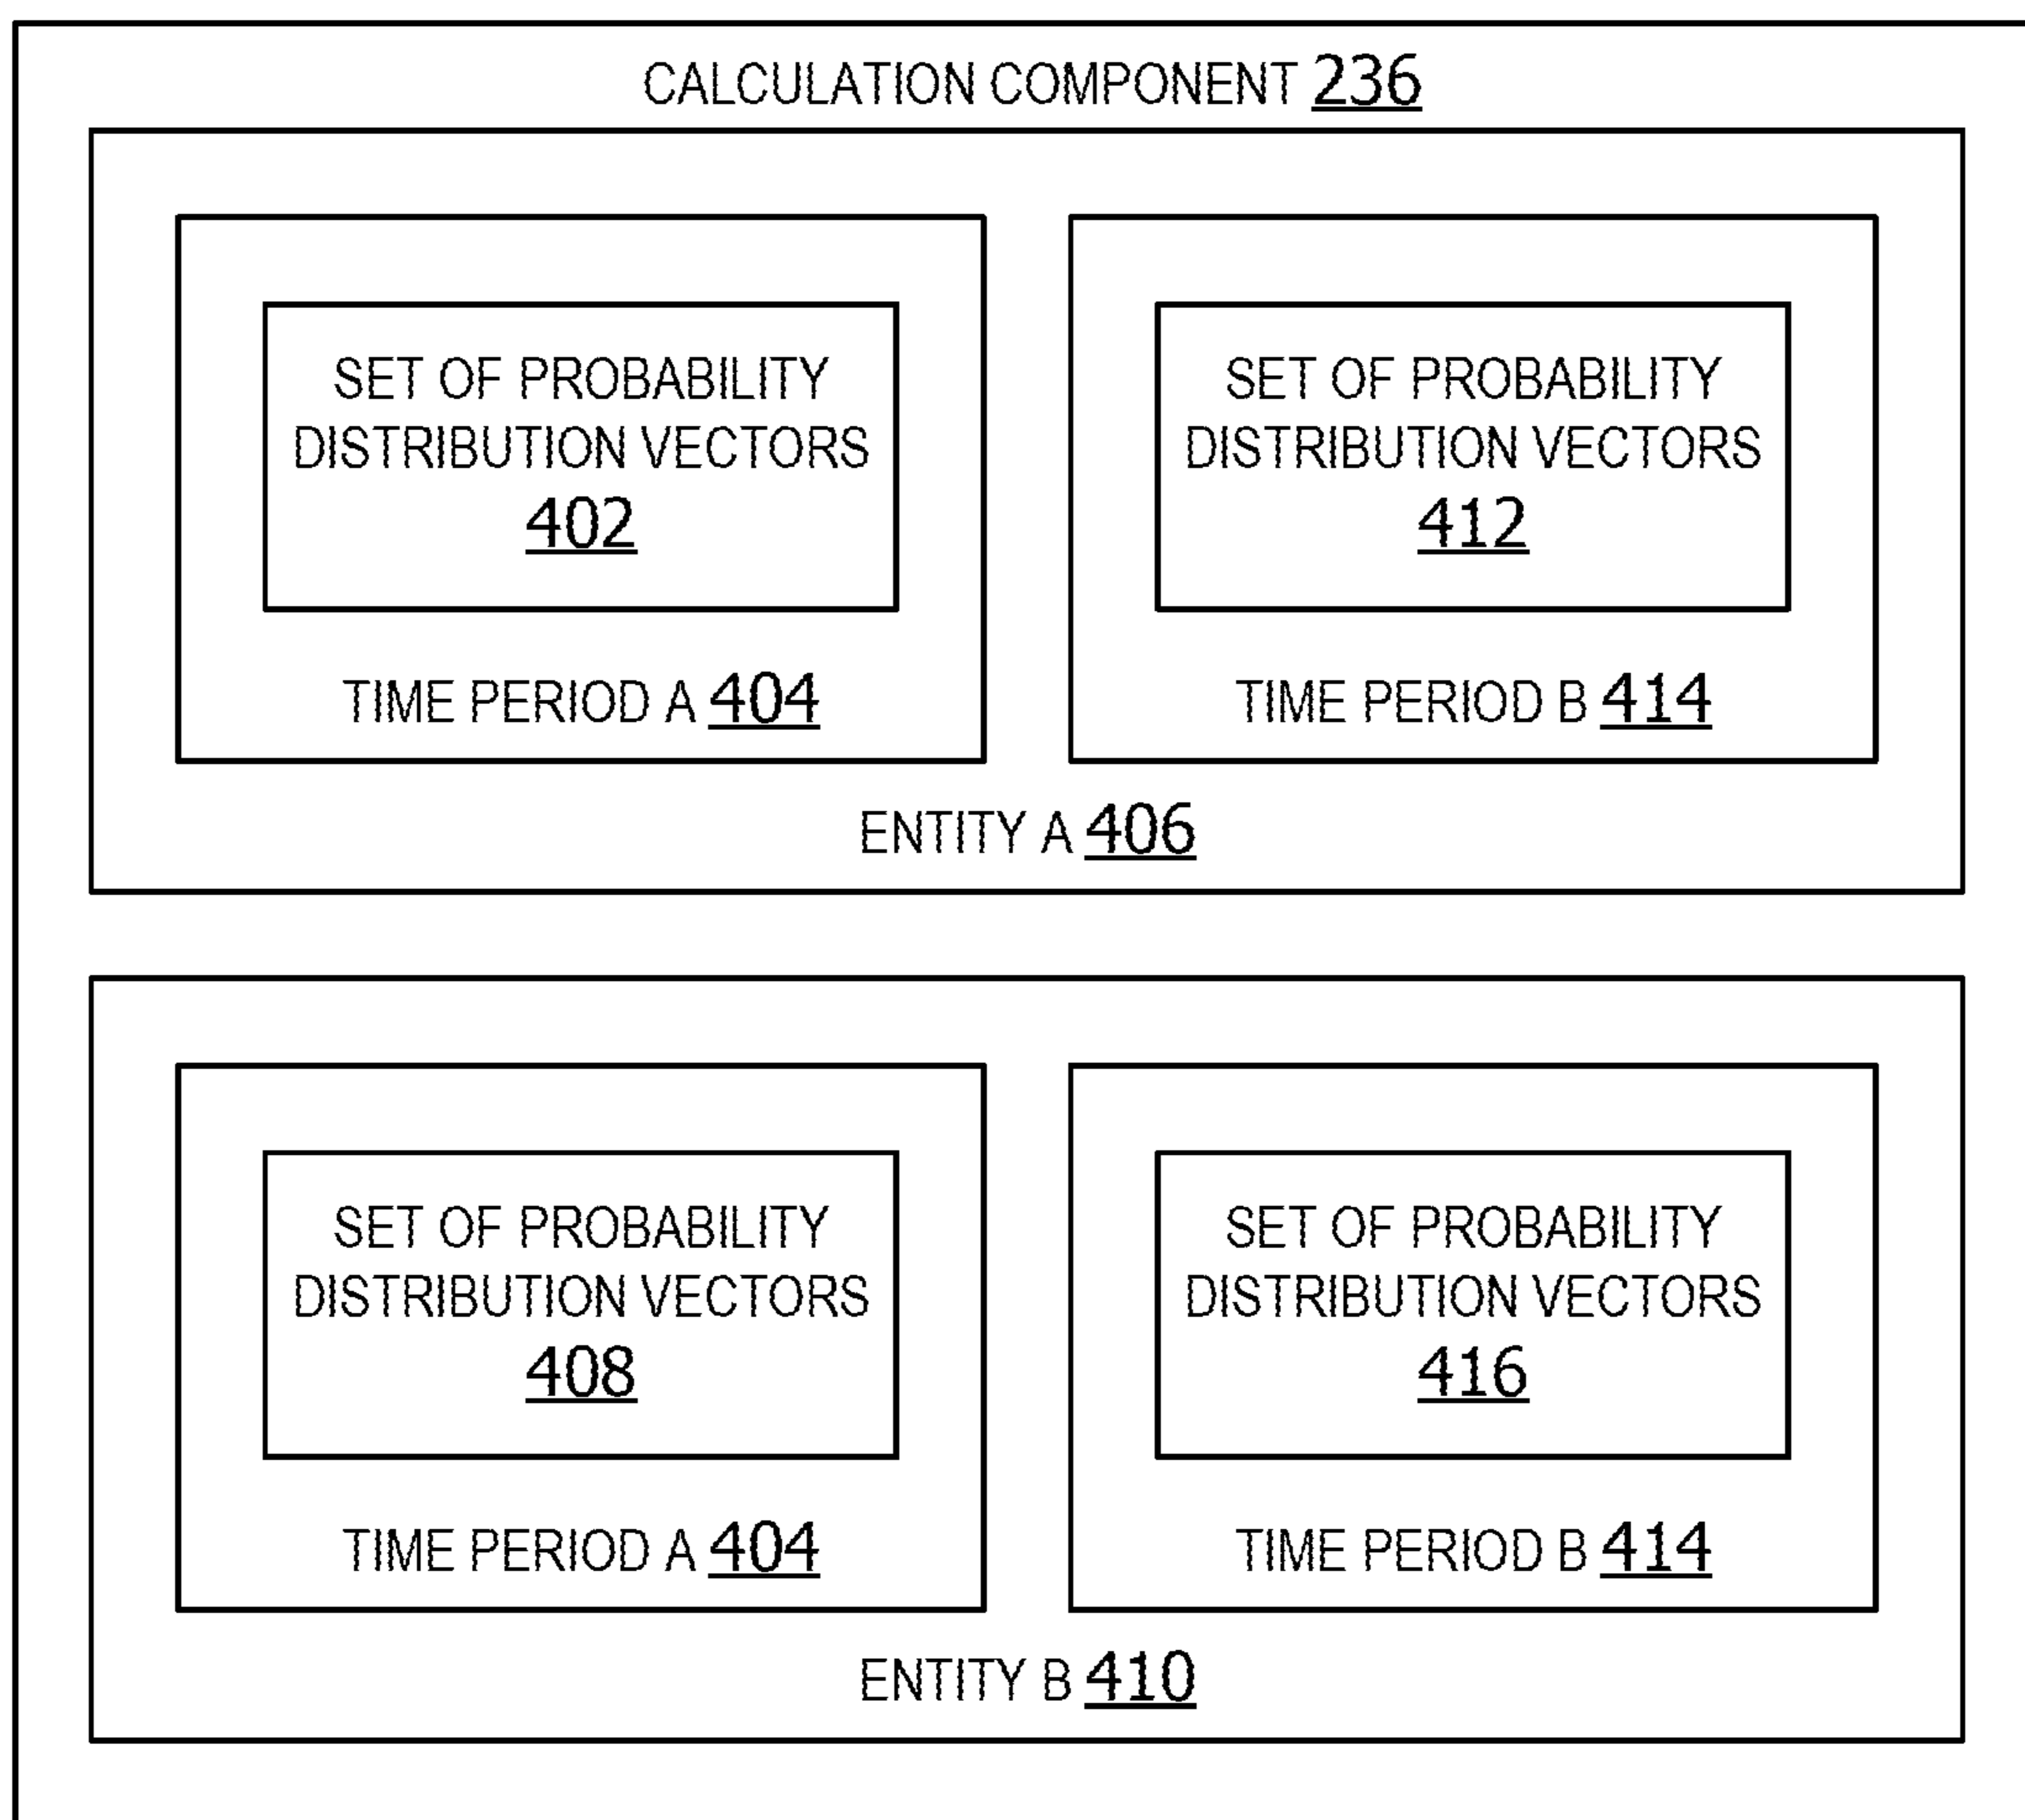 CALCULATION COMPONENT 236
SET OF PROBABILITY
DISTRIBUTION VECTORS
402
TIME PERIOD A 404
SET OF PROBABILITY
DISTRIBUTION VECTORS
412
TIME PERIOD B 414
ENTITY A 406
SET OF PROBABILITY
DISTRIBUTION VECTORS
408
TIME PERIOD A 404
SET OF PROBABILITY
DISTRIBUTION VECTORS
416
TIME PERIOD B 414
ENTITY B 410